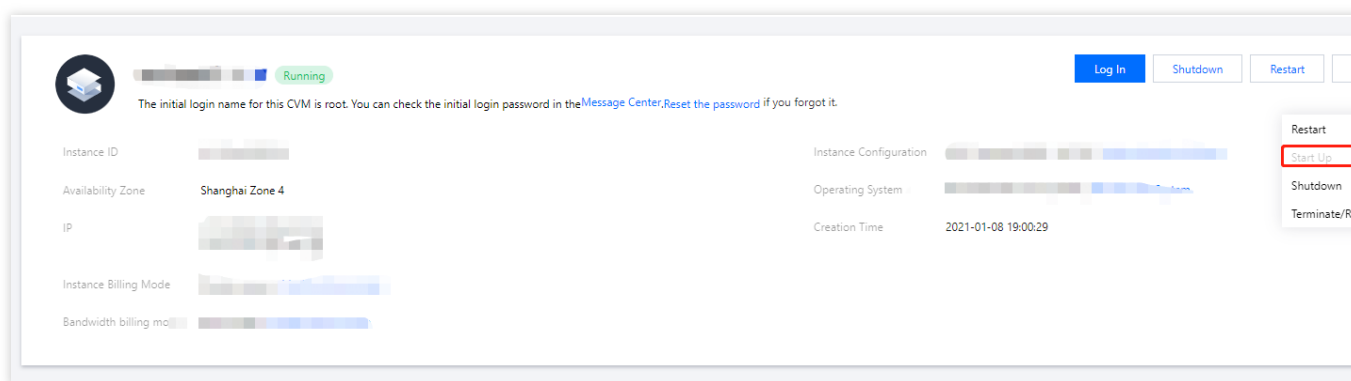 Running
Log In
Shutdown
Restart
The initial login name for this CVM is root. You can check the initial login password in the Message Center.Reset the password if you forgot it.
Restart
Start Up
Shutdown
Terminate/R
Instance ID
Instance Configuration
Availability Zone
Shanghai Zone 4
Operating System
IP
Creation Time
2021-01-08 19:00:29
Instance Billing Mode
Bandwidth billing mo